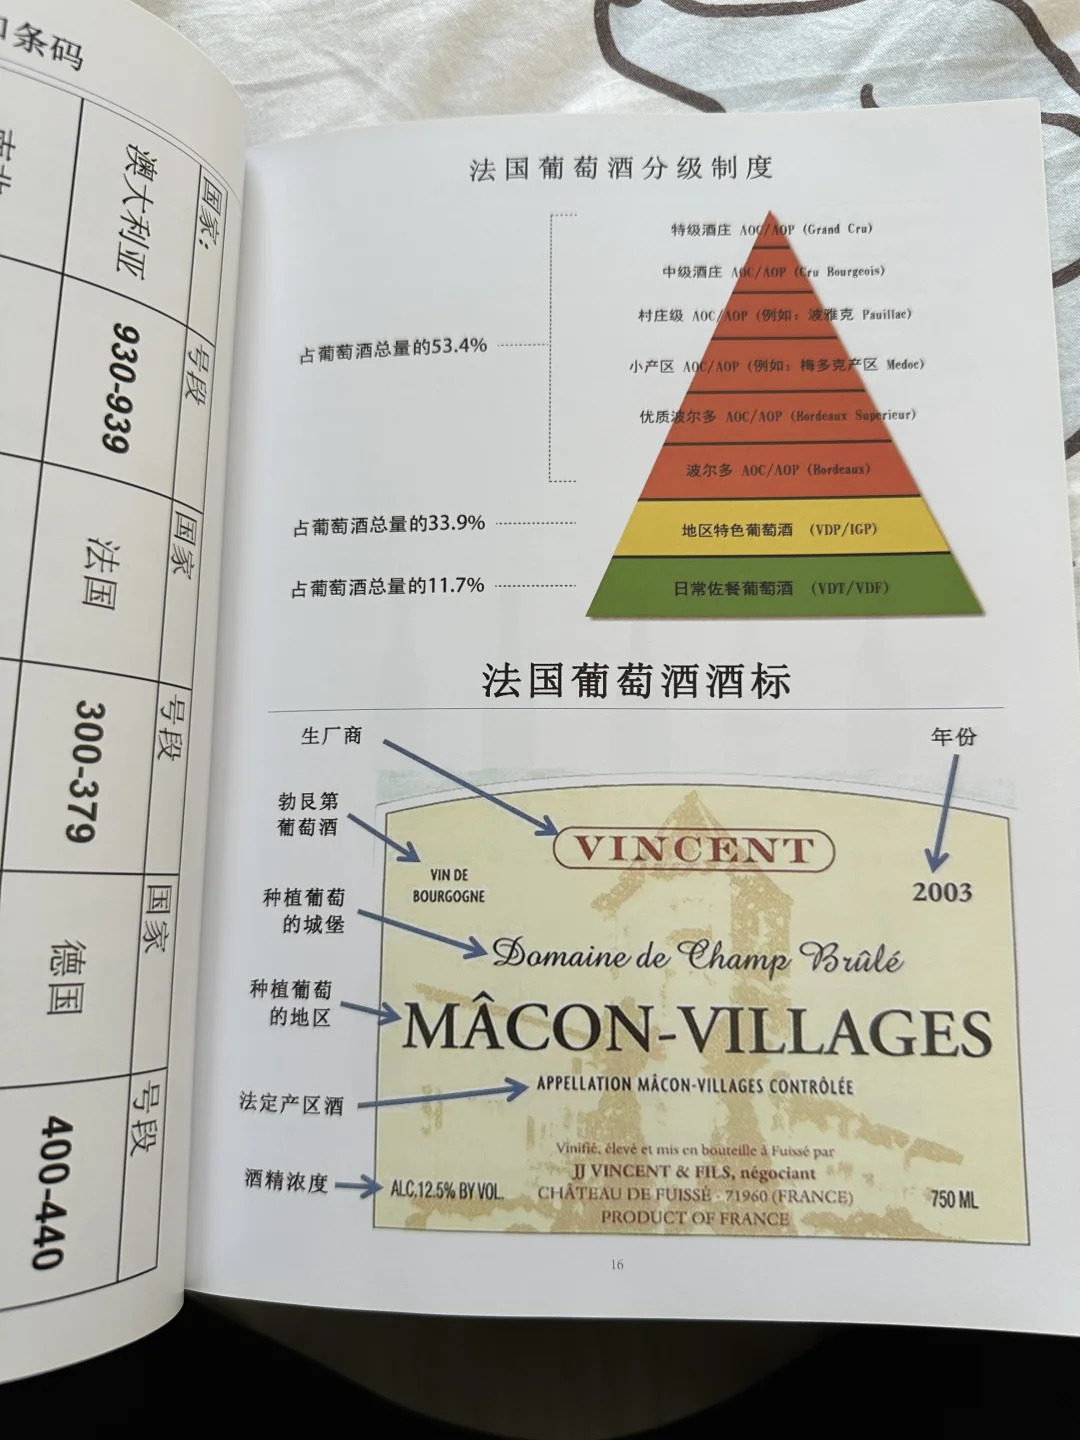 条码
国家：
澳大利亚
号段
930-939
国家
法国
号段
300-379
国家
德国
号段
400-440
法国葡萄酒分级制度
特级酒庄 AOC/AOP (Grand Cru)
中级酒庄 AOC/AOP (Cru Bourgeois)
村庄级 AOC/AOP (例如：波雅克 Pauillac)
占葡萄酒总量的53.4%
小产区 AOC/AOP (例如：梅多克产区 Medoc)
优质波尔多 AOC/AOP (Bordeaux Superieur)
波尔多 AOC/AOP (Bordeaux)
占葡萄酒总量的33.9%
地区特色葡萄酒 (VDP/IGP)
占葡萄酒总量的11.7%
日常佐餐葡萄酒 (VDT/VDF)
法国葡萄酒酒标
生厂商
年份
勃艮第
葡萄酒
VINCENT
VIN DE
BOURGOGNE
2003
种植葡萄
的城堡
Domaine de Champ Brûlé
种植葡萄
的地区
MÂCON-VILLAGES
APPELLATION MÂCON-VILLAGES CONTRÔLÉE
法定产区酒
Vinifié, élevé et mis en bouteille à Fuissé par
JJ VINCENT & FILS, négociant
酒精浓度
ALC.12.5% BY VOL.
CHÂTEAU DE FUISSÉ · 71960 (FRANCE)
750 ML
PRODUCT OF FRANCE
16